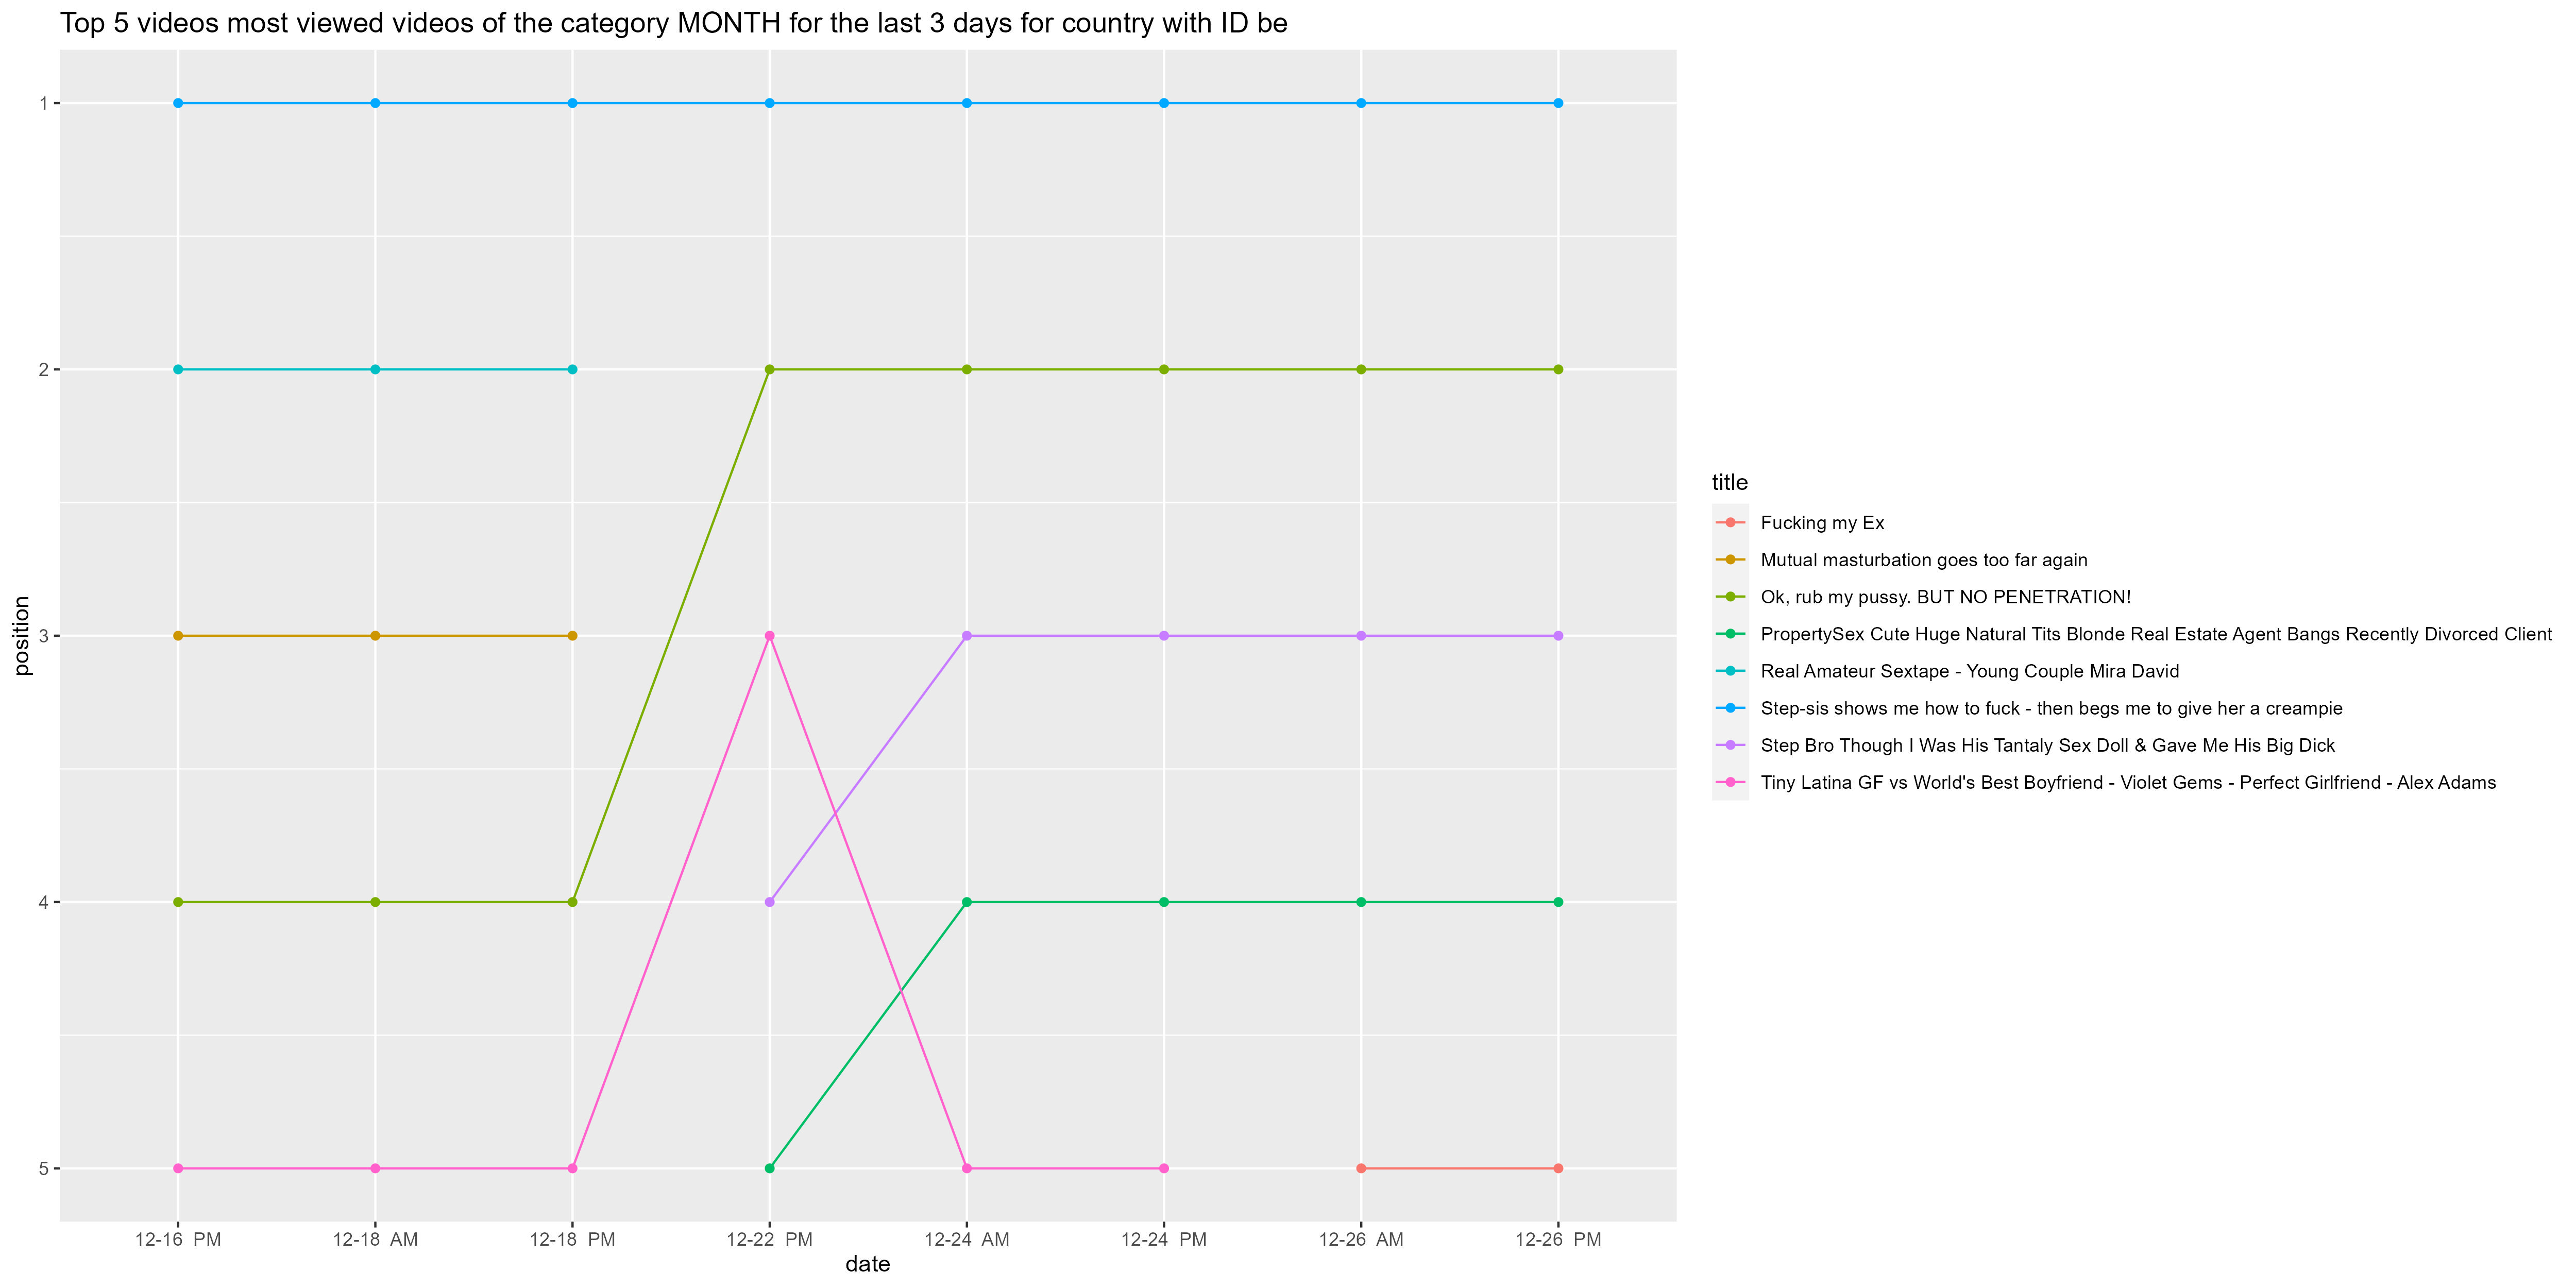 Top 5 videos most viewed videos of the category MONTH for the last 3 days for country with ID be
position
1
2
3
4
5
12-16 PM
12-18 AM
12-18 PM
12-22 PM
12-24 AM
12-24 PM
12-26 AM
12-26 PM
date
title
Fucking my Ex
Mutual masturbation goes too far again
Ok, rub my pussy. BUT NO PENETRATION!
PropertySex Cute Huge Natural Tits Blonde Real Estate Agent Bangs Recently Divorced Client
Real Amateur Sextape - Young Couple Mira David
Step-sis shows me how to fuck - then begs me to give her a creampie
Step Bro Though I Was His Tantaly Sex Doll & Gave Me His Big Dick
Tiny Latina GF vs World's Best Boyfriend - Violet Gems - Perfect Girlfriend - Alex Adams